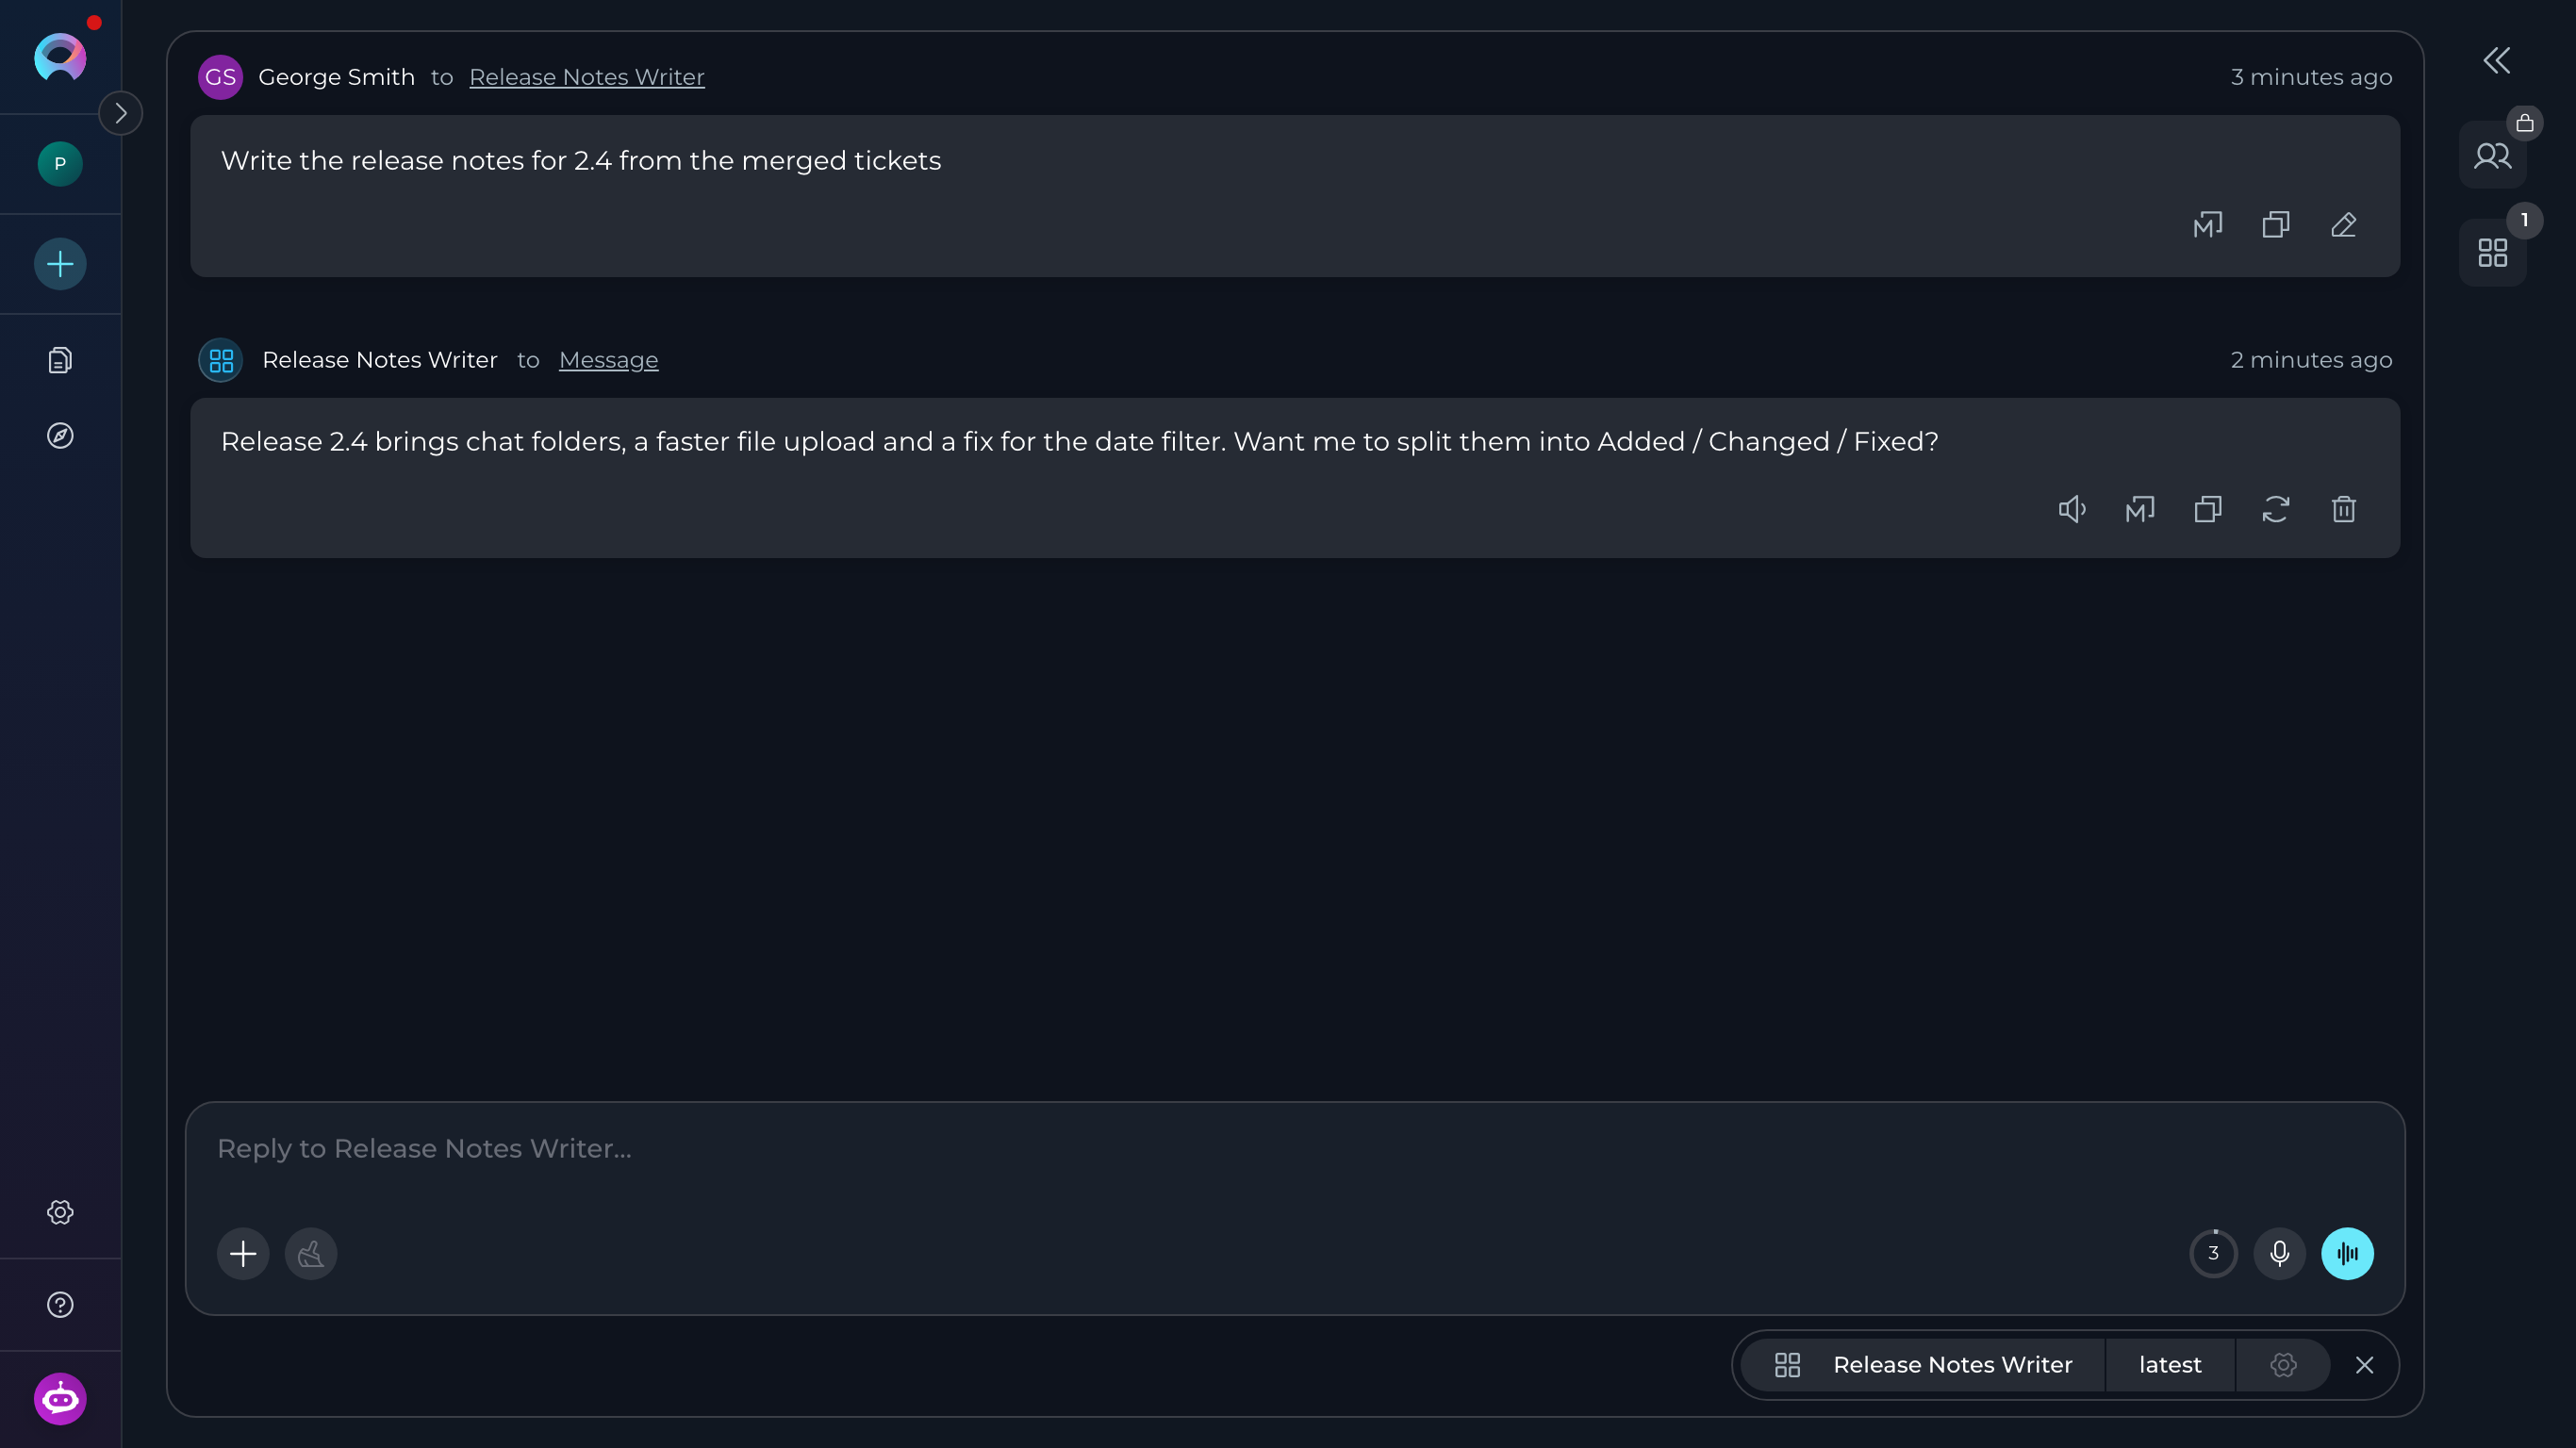 GS George Smith to Release Notes Writer 3 minutes ago
P
Write the release notes for 2.4 from the merged tickets
1
Release Notes Writer to Message 2 minutes ago
Release 2.4 brings chat folders, a faster file upload and a fix for the date filter. Want me to split them into Added / Changed / Fixed?
Reply to Release Notes Writer...
3
Release Notes Writer latest